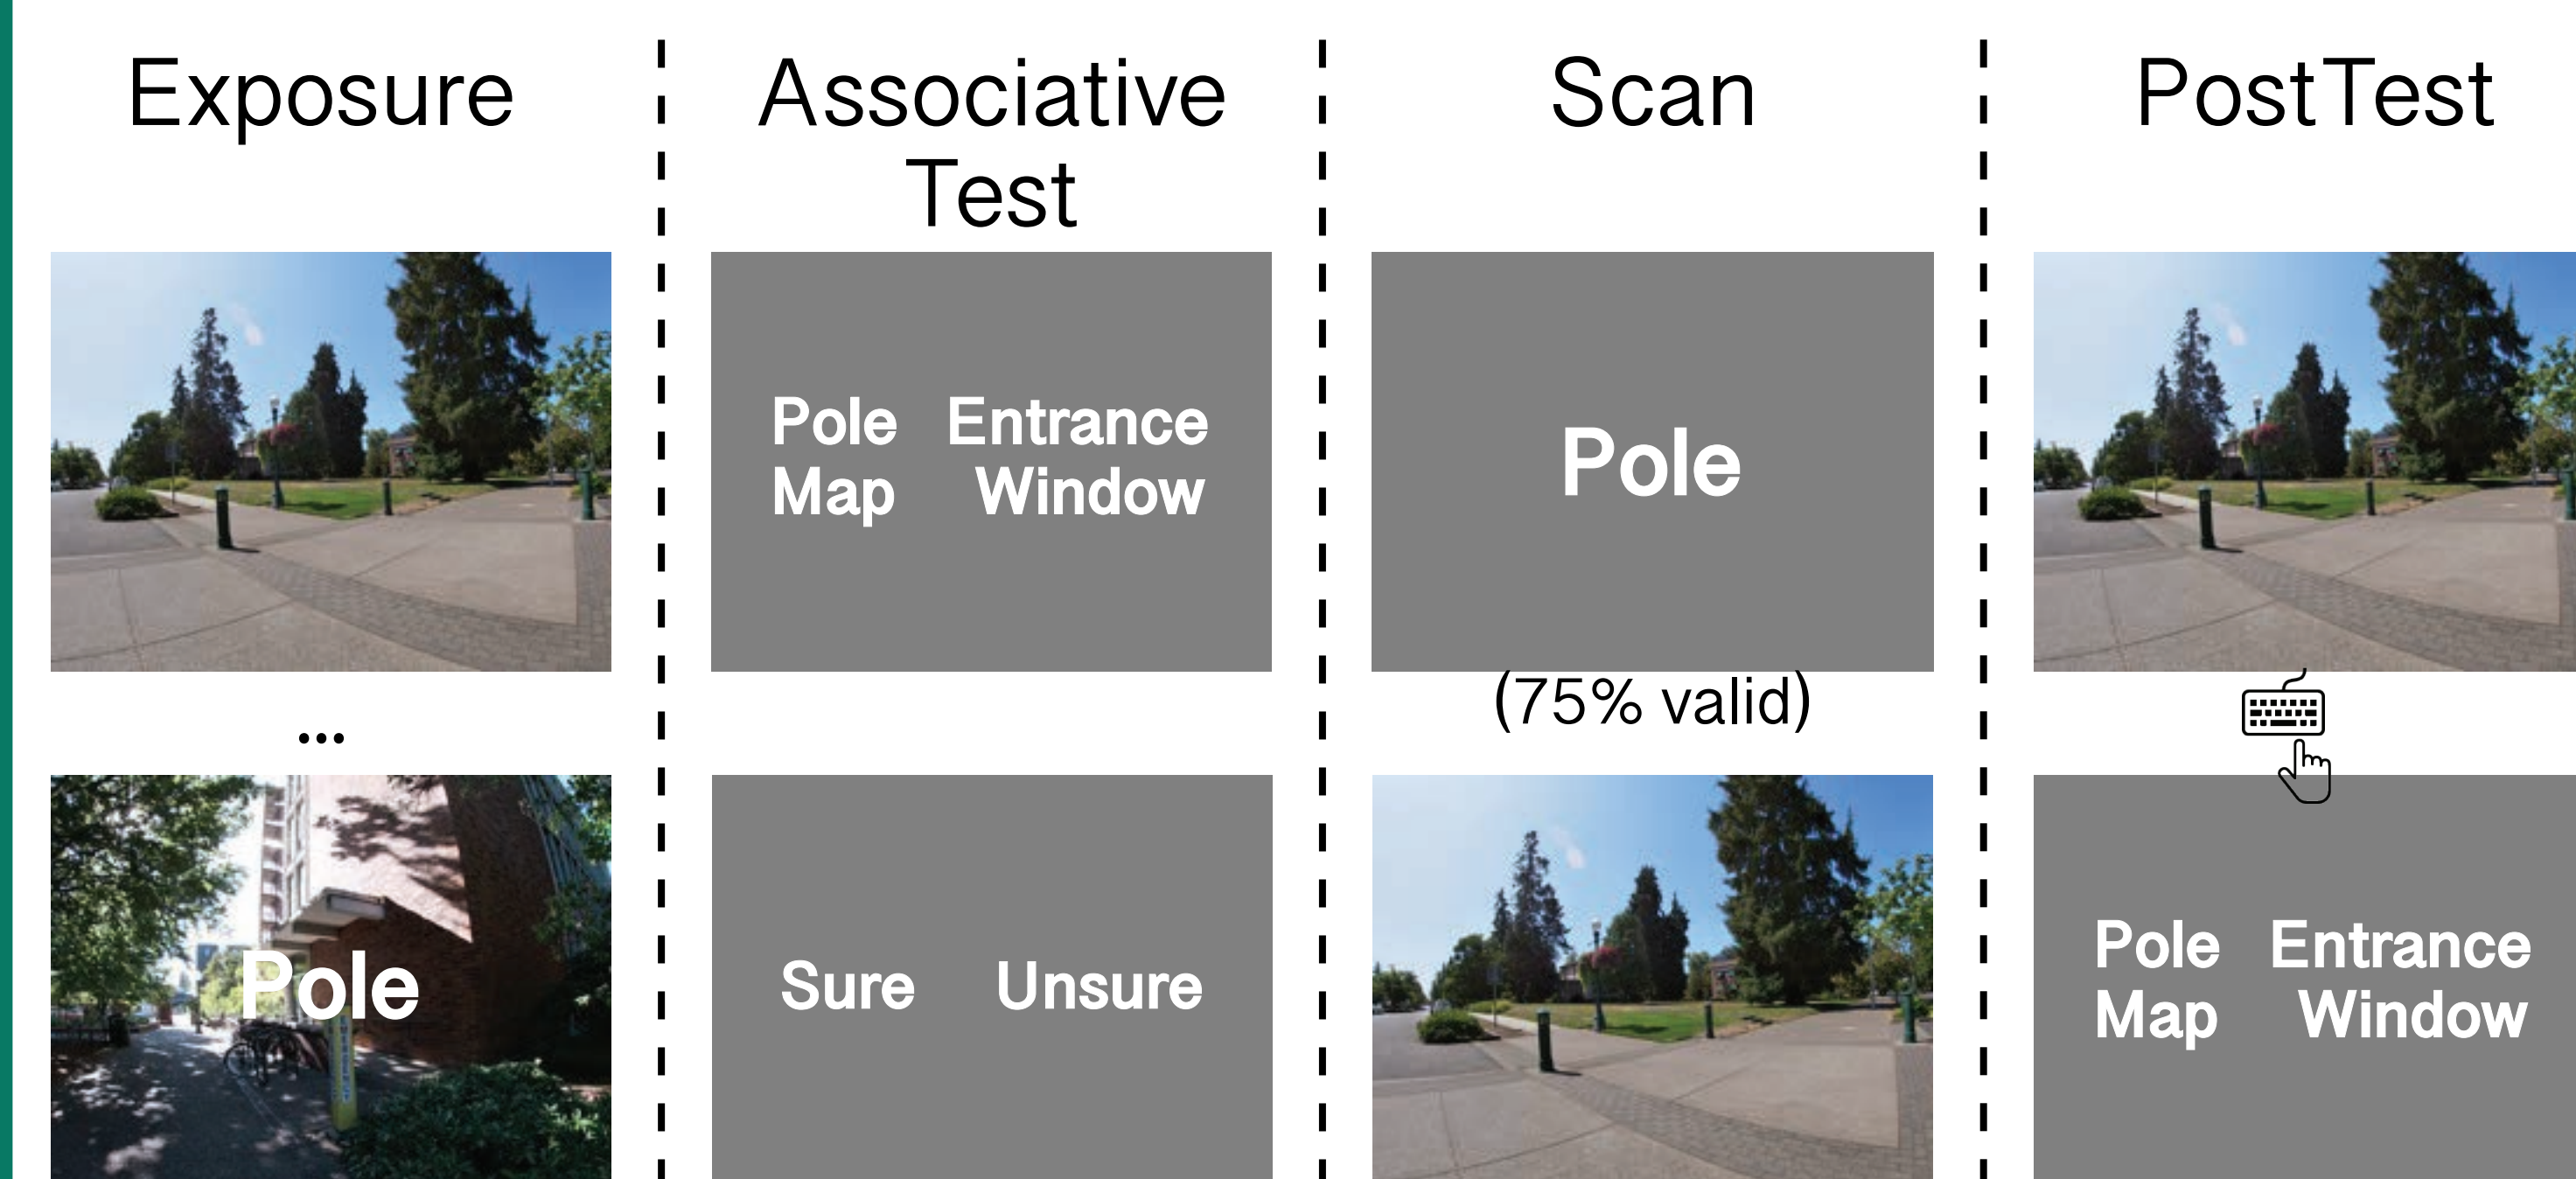 Exposure
Associative
Test
Scan
PostTest
Pole Entrance
Map Window
Pole
(75% valid)
...
Pole
Sure Unsure
Pole Entrance
Map Window